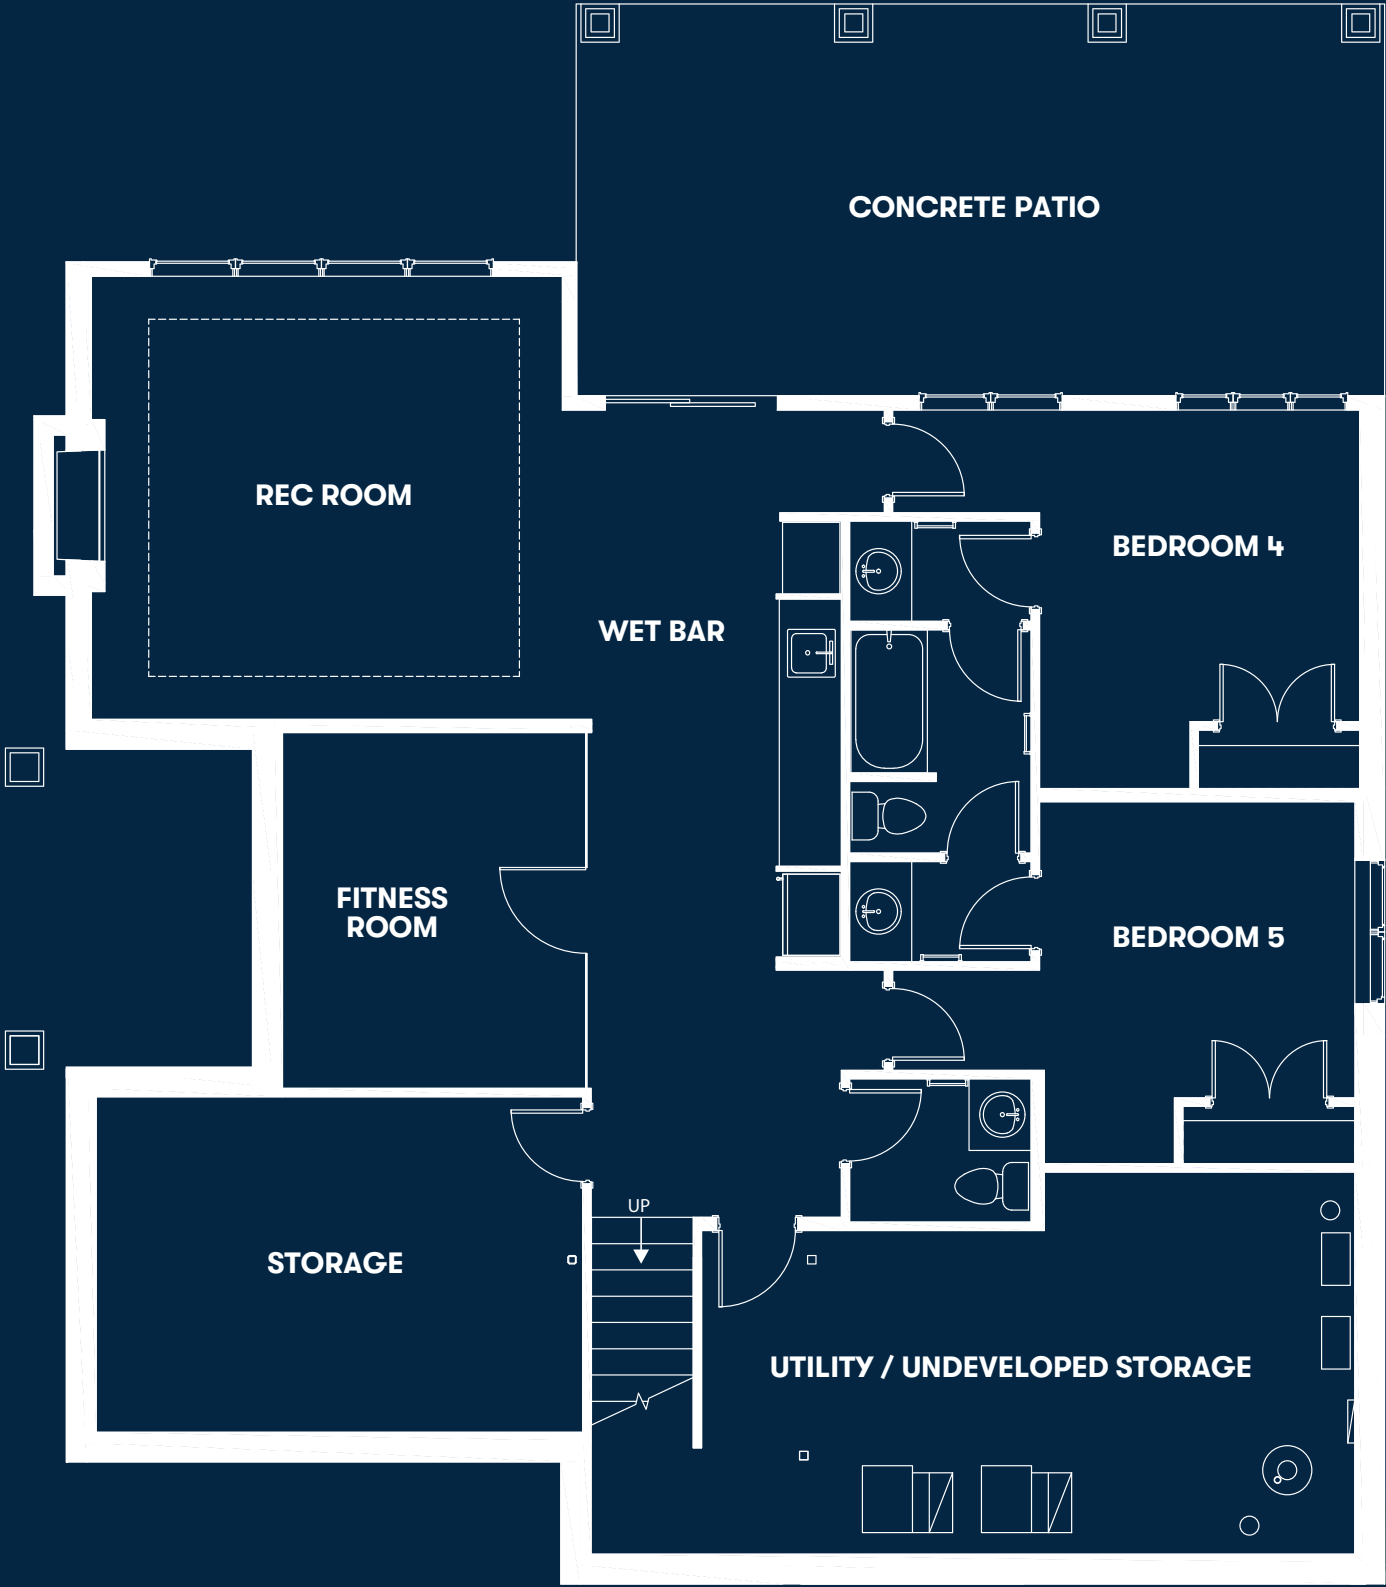 CONCRETE PATIO
REC ROOM
BEDROOM 4
WET BAR
FITNESS
ROOM
BEDROOM 5
UP
STORAGE
UTILITY / UNDEVELOPED STORAGE